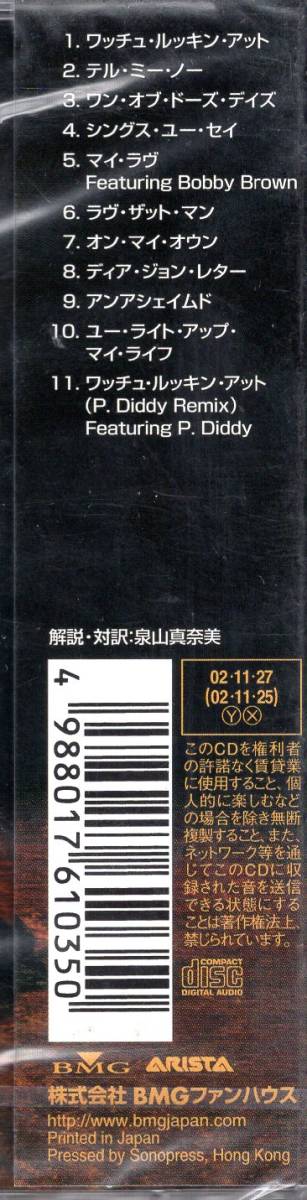 1. ワッチュ・ルッキン・アット
2. テル・ミー・ノー
3. ワン・オブ・ドーズ・デイズ
4. シングス・ユー・セイ
5. マイ・ラヴ
Featuring Bobby Brown
6. ラヴ・ザット・マン
7. オン・マイ・オウン
8. ディア・ジョン・レター
9. アンアシェイムド
10. ユー・ライト・アップ・
マイ・ライフ
11. ワッチュ・ルッキン・アット
(P. Diddy Remix)
Featuring P. Diddy
解説・対訳:泉山真奈美
4 988017 610350
02・11・27
(02・11・25)
Ⓨ Ⓧ
このCDを権利者
の許諾なく賃貸業
に使用すること、個
人的に楽しむなど
の場合を除き無断
複製すること、また、
ネットワーク等を通
じてこのCDに収
録された音を送信
できる状態にする
ことは著作権法上、
禁じられています。
COMPACT
disc
DIGITAL AUDIO
BMG ARISTA
株式会社 BMGファンハウス
http://www.bmgjapan.com
Printed in Japan
Pressed by Sonopress, Hong Kong